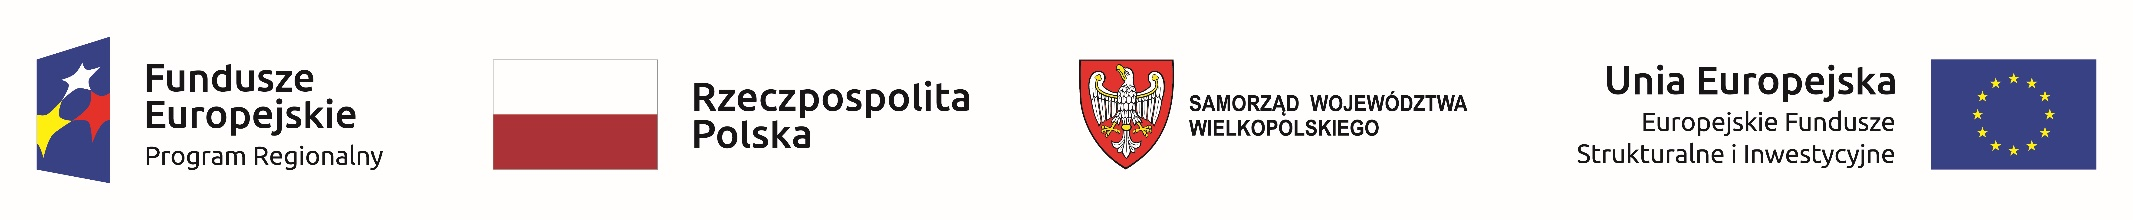 Fundusze
Europejskie
Program Regionalny
Rzeczpospolita
Polska
SAMORZĄD WOJEWÓDZTWA
WIELKOPOLSKIEGO
Unia Europejska
Europejskie Fundusze
Strukturalne i Inwestycyjne